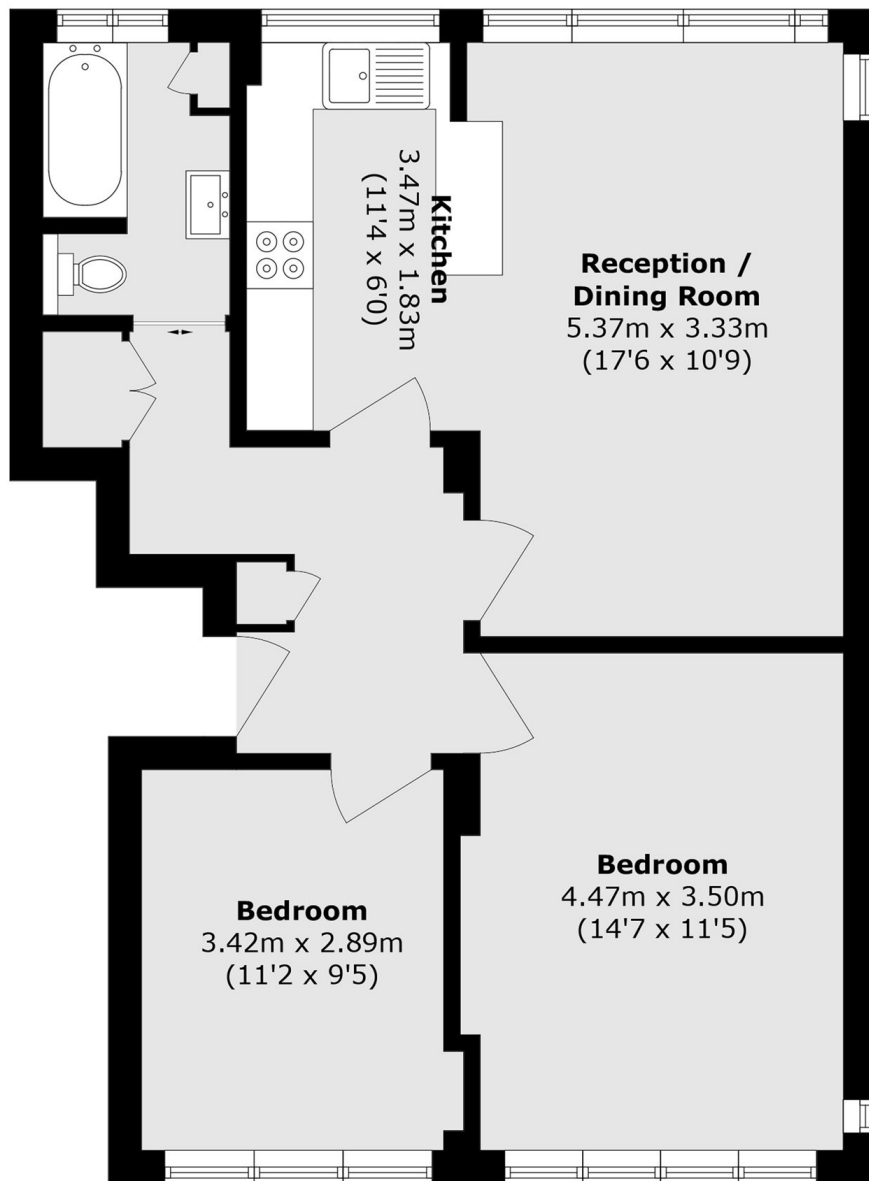 Kitchen
3.47m x 1.83m
(11'4 x 6'0)
Reception /
Dining Room
5.37m x 3.33m
(17'6 x 10'9)
Bedroom
3.42m x 2.89m
(11'2 x 9'5)
Bedroom
4.47m x 3.50m
(14'7 x 11'5)